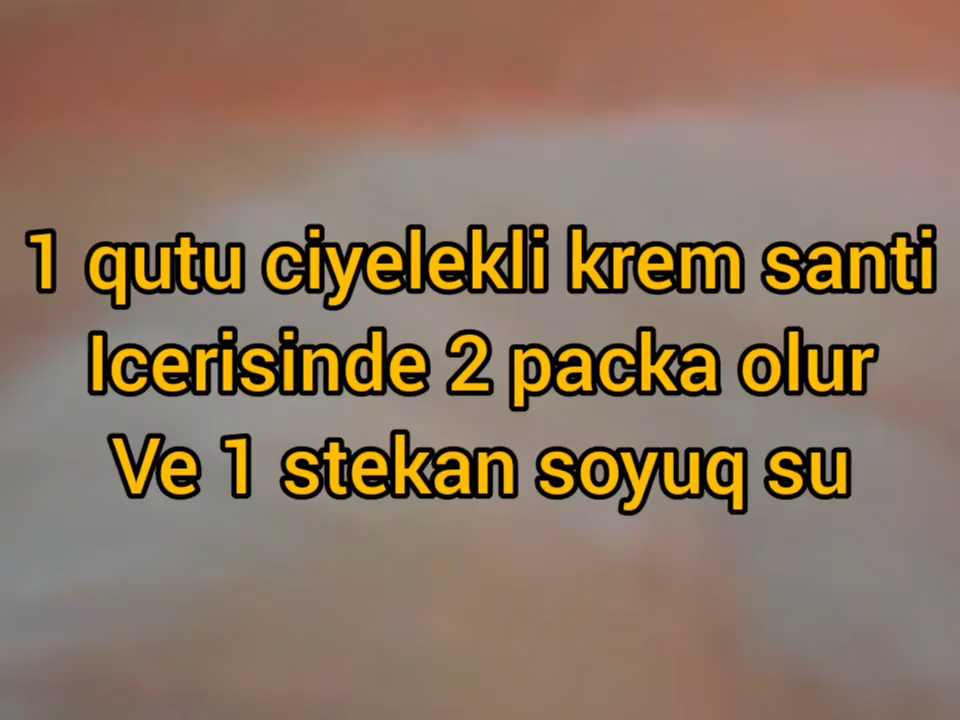 1 qutu ciyelekli krem santi
Icerisinde 2 packa olur
Ve 1 stekan soyuq su